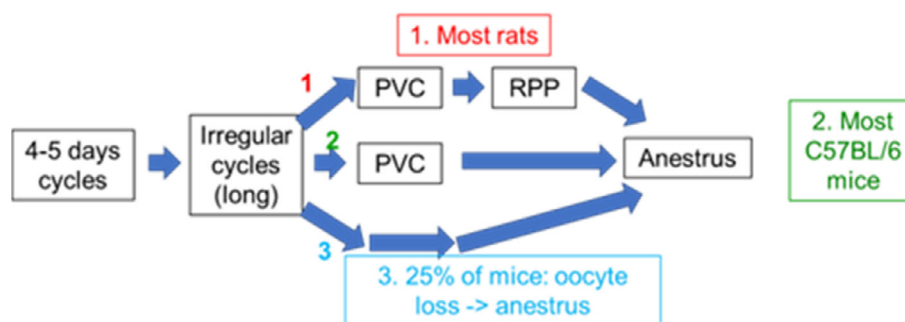 1. Most rats
1
PVC
RPP
4-5 days
cycles
Irregular
cycles
(long)
2
PVC
Anestrus
2. Most
C57BL/6
mice
3
3. 25% of mice: oocyte
loss -> anestrus